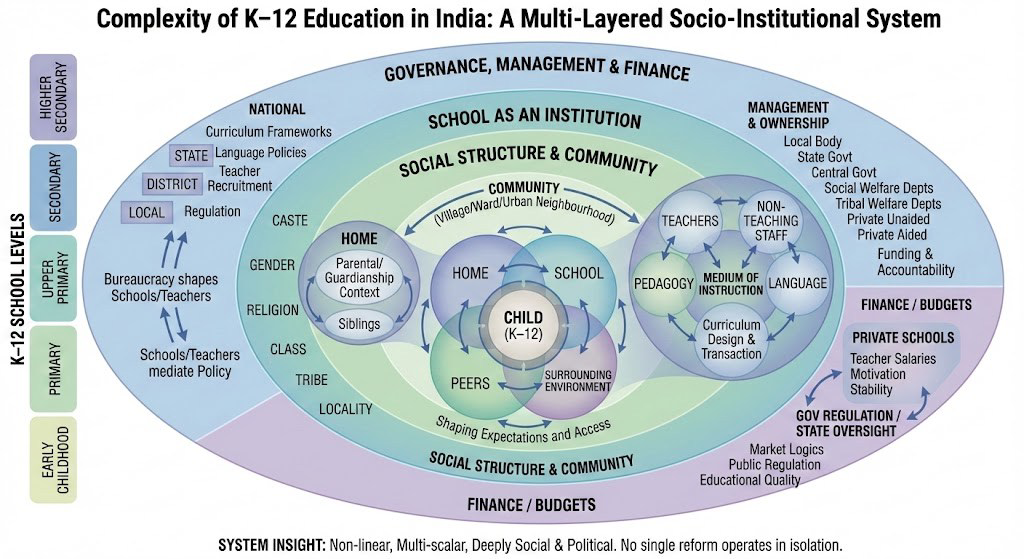 Complexity of K–12 Education in India: A Multi-Layered Socio-Institutional System
K–12 SCHOOL LEVELS
HIGHER
SECONDARY
SECONDARY
UPPER
PRIMARY
PRIMARY
EARLY
CHILDHOOD
GOVERNANCE, MANAGEMENT & FINANCE
NATIONAL
Curriculum Frameworks
STATE
Language Policies
Teacher
DISTRICT
Recruitment
LOCAL
Regulation
Bureaucracy shapes
Schools/Teachers
Schools/Teachers
mediate Policy
SCHOOL AS AN INSTITUTION
SOCIAL STRUCTURE & COMMUNITY
COMMUNITY
(Village/Ward/Urban Neighbourhood)
CASTE
GENDER
RELIGION
CLASS
TRIBE
LOCALITY
HOME
Parental/
Guardianship
Context
Siblings
HOME
SCHOOL
CHILD
(K–12)
PEERS
SURROUNDING
ENVIRONMENT
Shaping Expectations and Access
TEACHERS
NON-
TEACHING
STAFF
PEDAGOGY
MEDIUM OF
INSTRUCTION
LANGUAGE
Curriculum
Design &
Transaction
MANAGEMENT
& OWNERSHIP
Local Body
State Govt
Central Govt
Social Welfare Depts
Tribal Welfare Depts
Private Unaided
Private Aided
Funding &
Accountability
FINANCE / BUDGETS
PRIVATE SCHOOLS
Teacher Salaries
Motivation
Stability
GOV REGULATION /
STATE OVERSIGHT
Market Logics
Public Regulation
Educational Quality
SOCIAL STRUCTURE & COMMUNITY
FINANCE / BUDGETS
SYSTEM INSIGHT: Non-linear, Multi-scalar, Deeply Social & Political. No single reform operates in isolation.